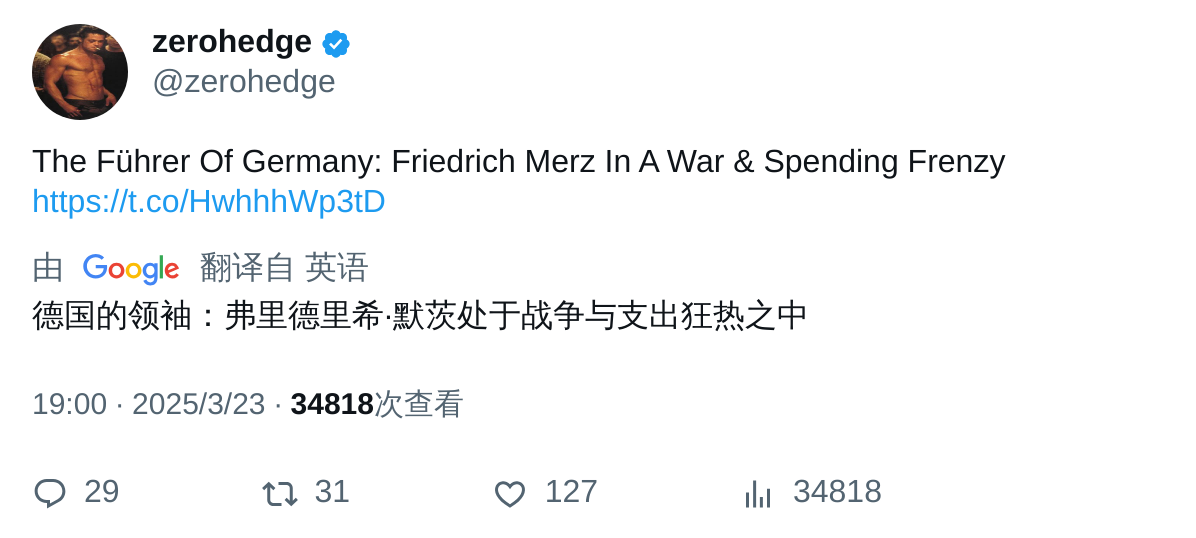 zerohedge
@zerohedge
The Führer Of Germany: Friedrich Merz In A War & Spending Frenzy
https://t.co/HwhhhWp3tD
由 Google 翻译自 英语
德国的领袖：弗里德里希·默茨处于战争与支出狂热之中
19:00 · 2025/3/23 · 34818次查看
29 31 127 34818